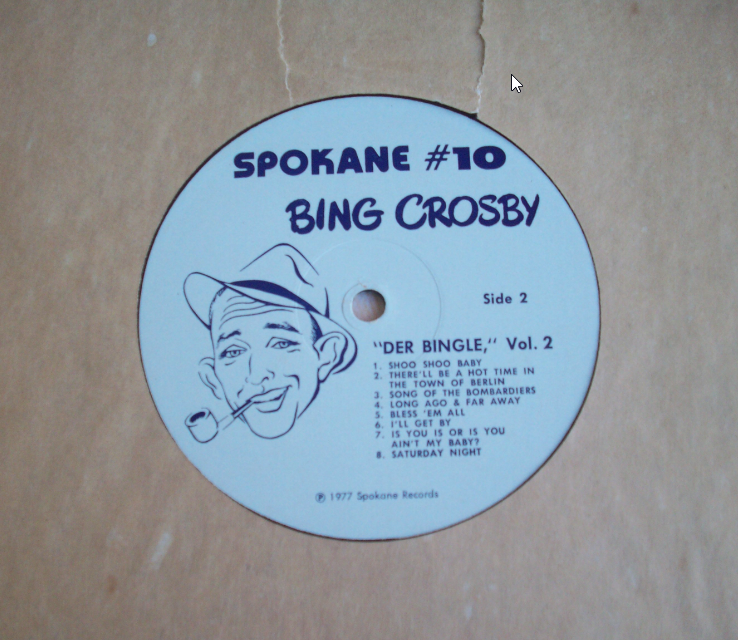 SPOKANE #10
BING CROSBY
Side 2
"DER BINGLE," Vol. 2
1. SHOO SHOO BABY
2. THERE'LL BE A HOT TIME IN
THE TOWN OF BERLIN
3. SONG OF THE BOMBARDIERS
4. LONG AGO & FAR AWAY
5. BLESS 'EM ALL
6. I'LL GET BY
7. IS YOU IS OR IS YOU
AIN'T MY BABY?
8. SATURDAY NIGHT
℗ 1977 Spokane Records